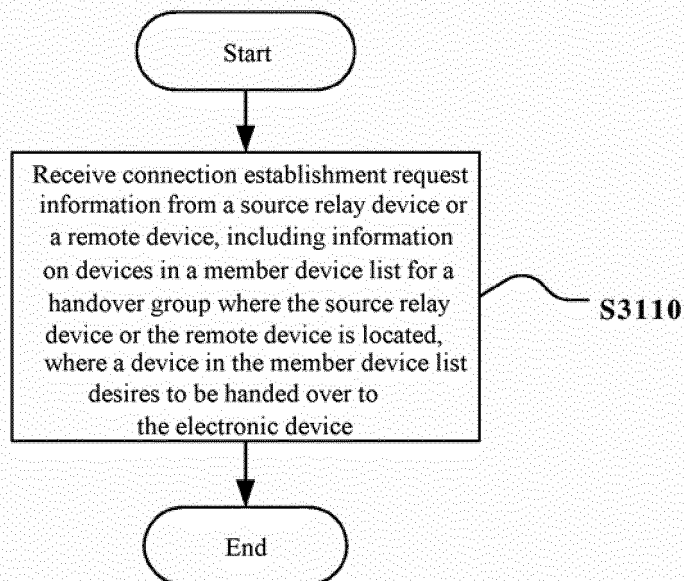 Start
Receive connection establishment request
information from a source relay device or
a remote device, including information
on devices in a member device list for a
handover group where the source relay
device or the remote device is located,
where a device in the member device list
desires to be handed over to
the electronic device
S3110
End